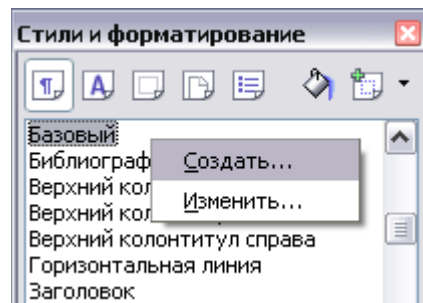 Стили и форматирование
Базовый
Библиограф
Создать...
Верхний кол
Изменить...
Верхний кол
Верхний колонтитул справа
Горизонтальная линия
Заголовок